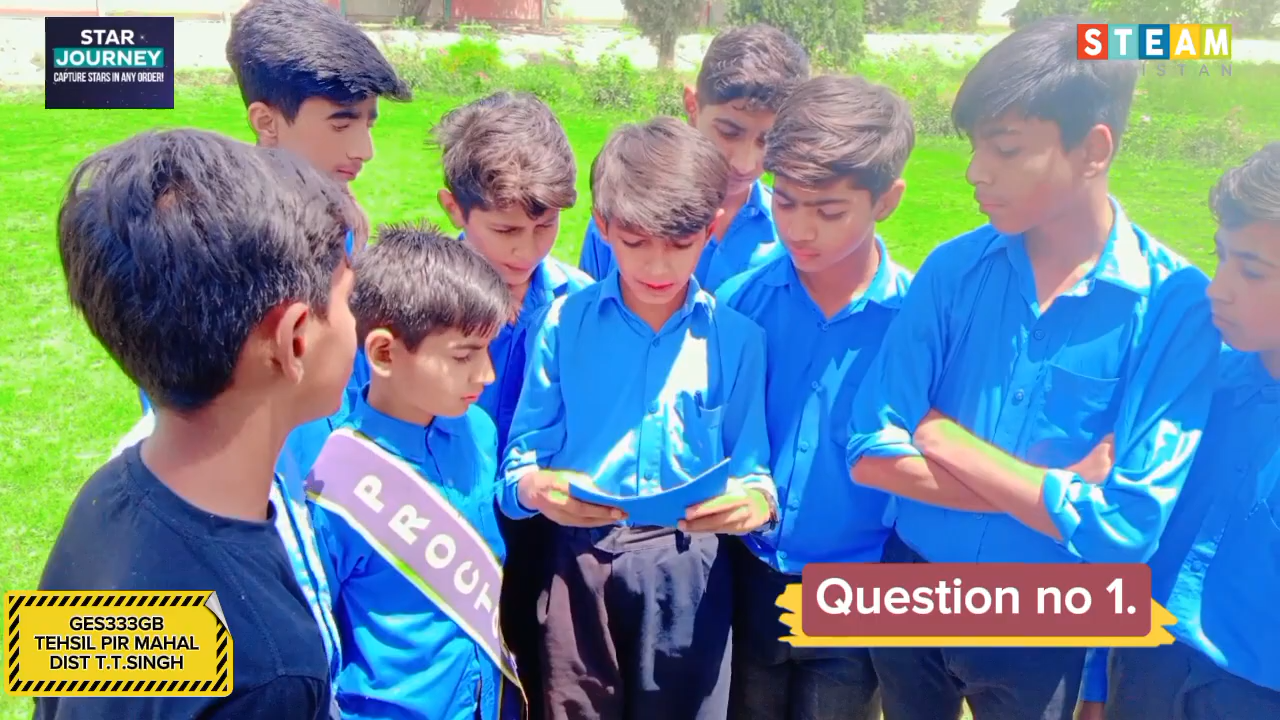 STAR
JOURNEY
CAPTURE STARS IN ANY ORDER!
STEAM
PROCTO
Question no 1.
GES333GB
TEHSIL PIR MAHAL
DIST T.T.SINGH